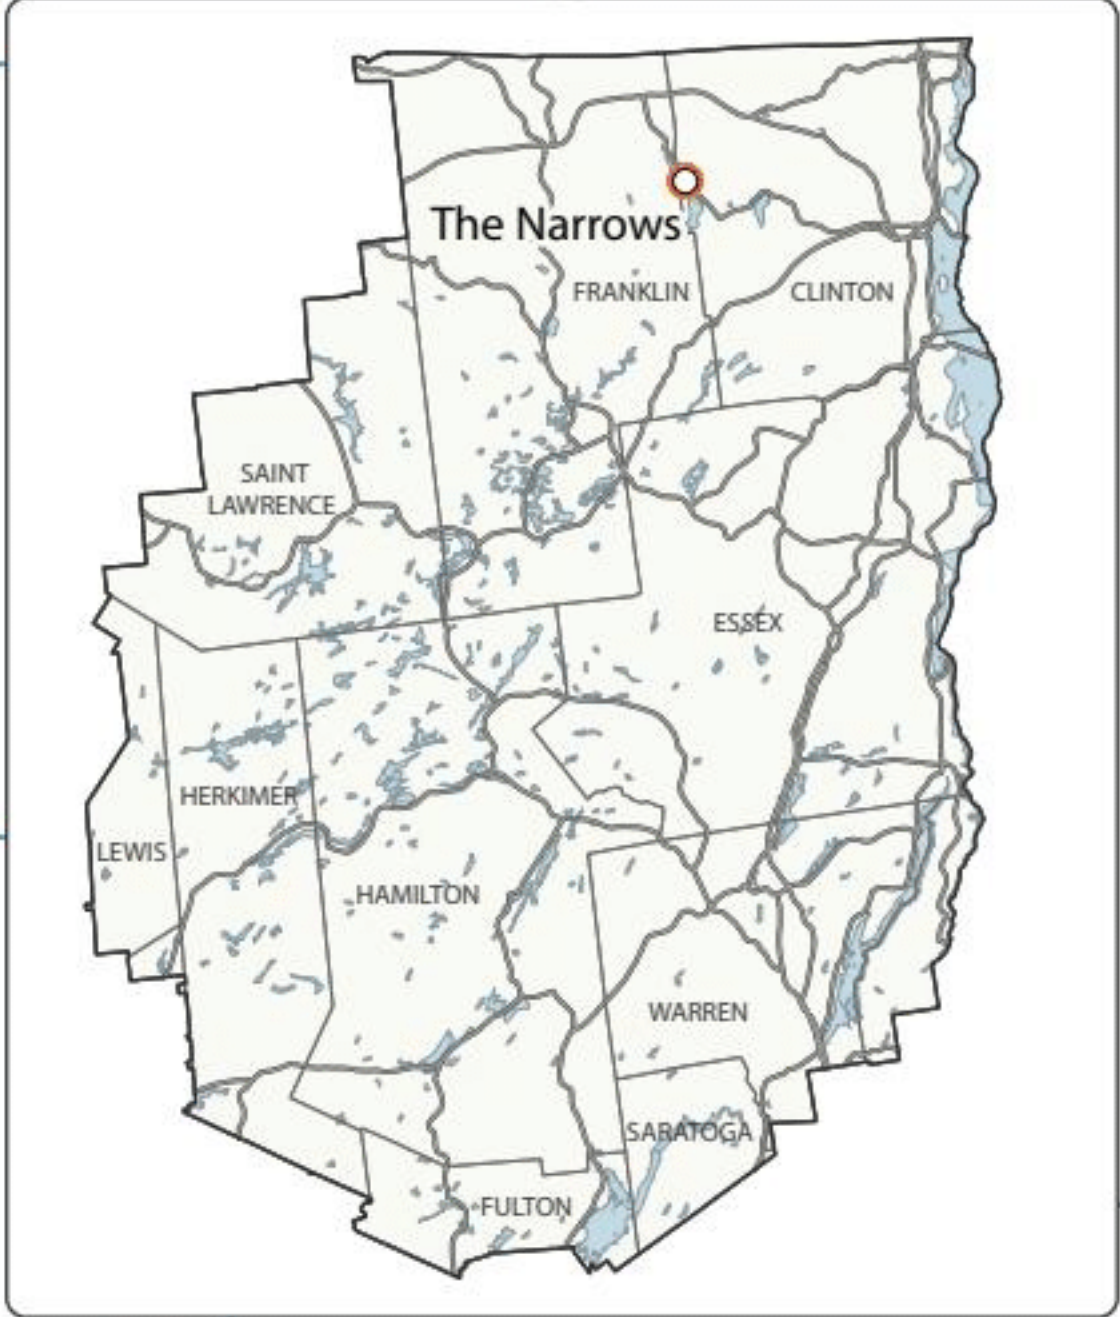 The Narrows
FRANKLIN
CLINTON
SAINT
LAWRENCE
ESSEX
HERKIMER
LEWIS
HAMILTON
WARREN
SARATOGA
FULTON